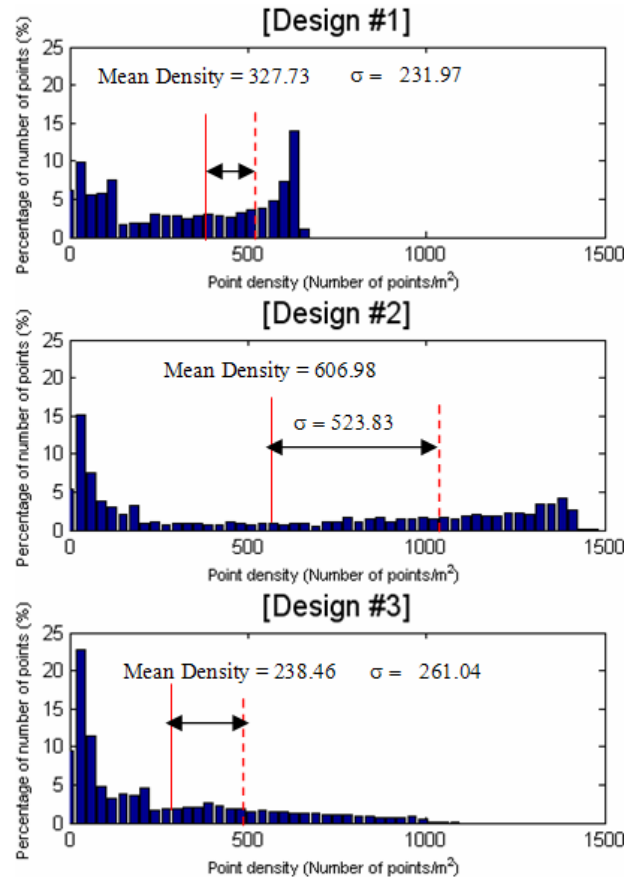 [Design #1]
Percentage of number of points (%)
25
20
15
10
5
0
Mean Density = 327.73 σ = 231.97
0 500 1000 1500
Point density (Number of points/m²)
[Design #2]
Percentage of number of points (%)
25
20
15
10
5
0
Mean Density = 606.98
σ = 523.83
0 500 1000 1500
Point density (Number of points/m²)
[Design #3]
Percentage of number of points (%)
25
20
15
10
5
0
Mean Density = 238.46 σ = 261.04
0 500 1000 1500
Point density (Number of points/m²)